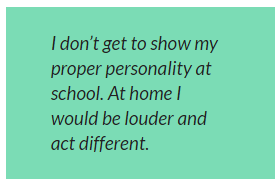 I don’t get to show my
proper personality at
school. At home I
would be louder and
act different.